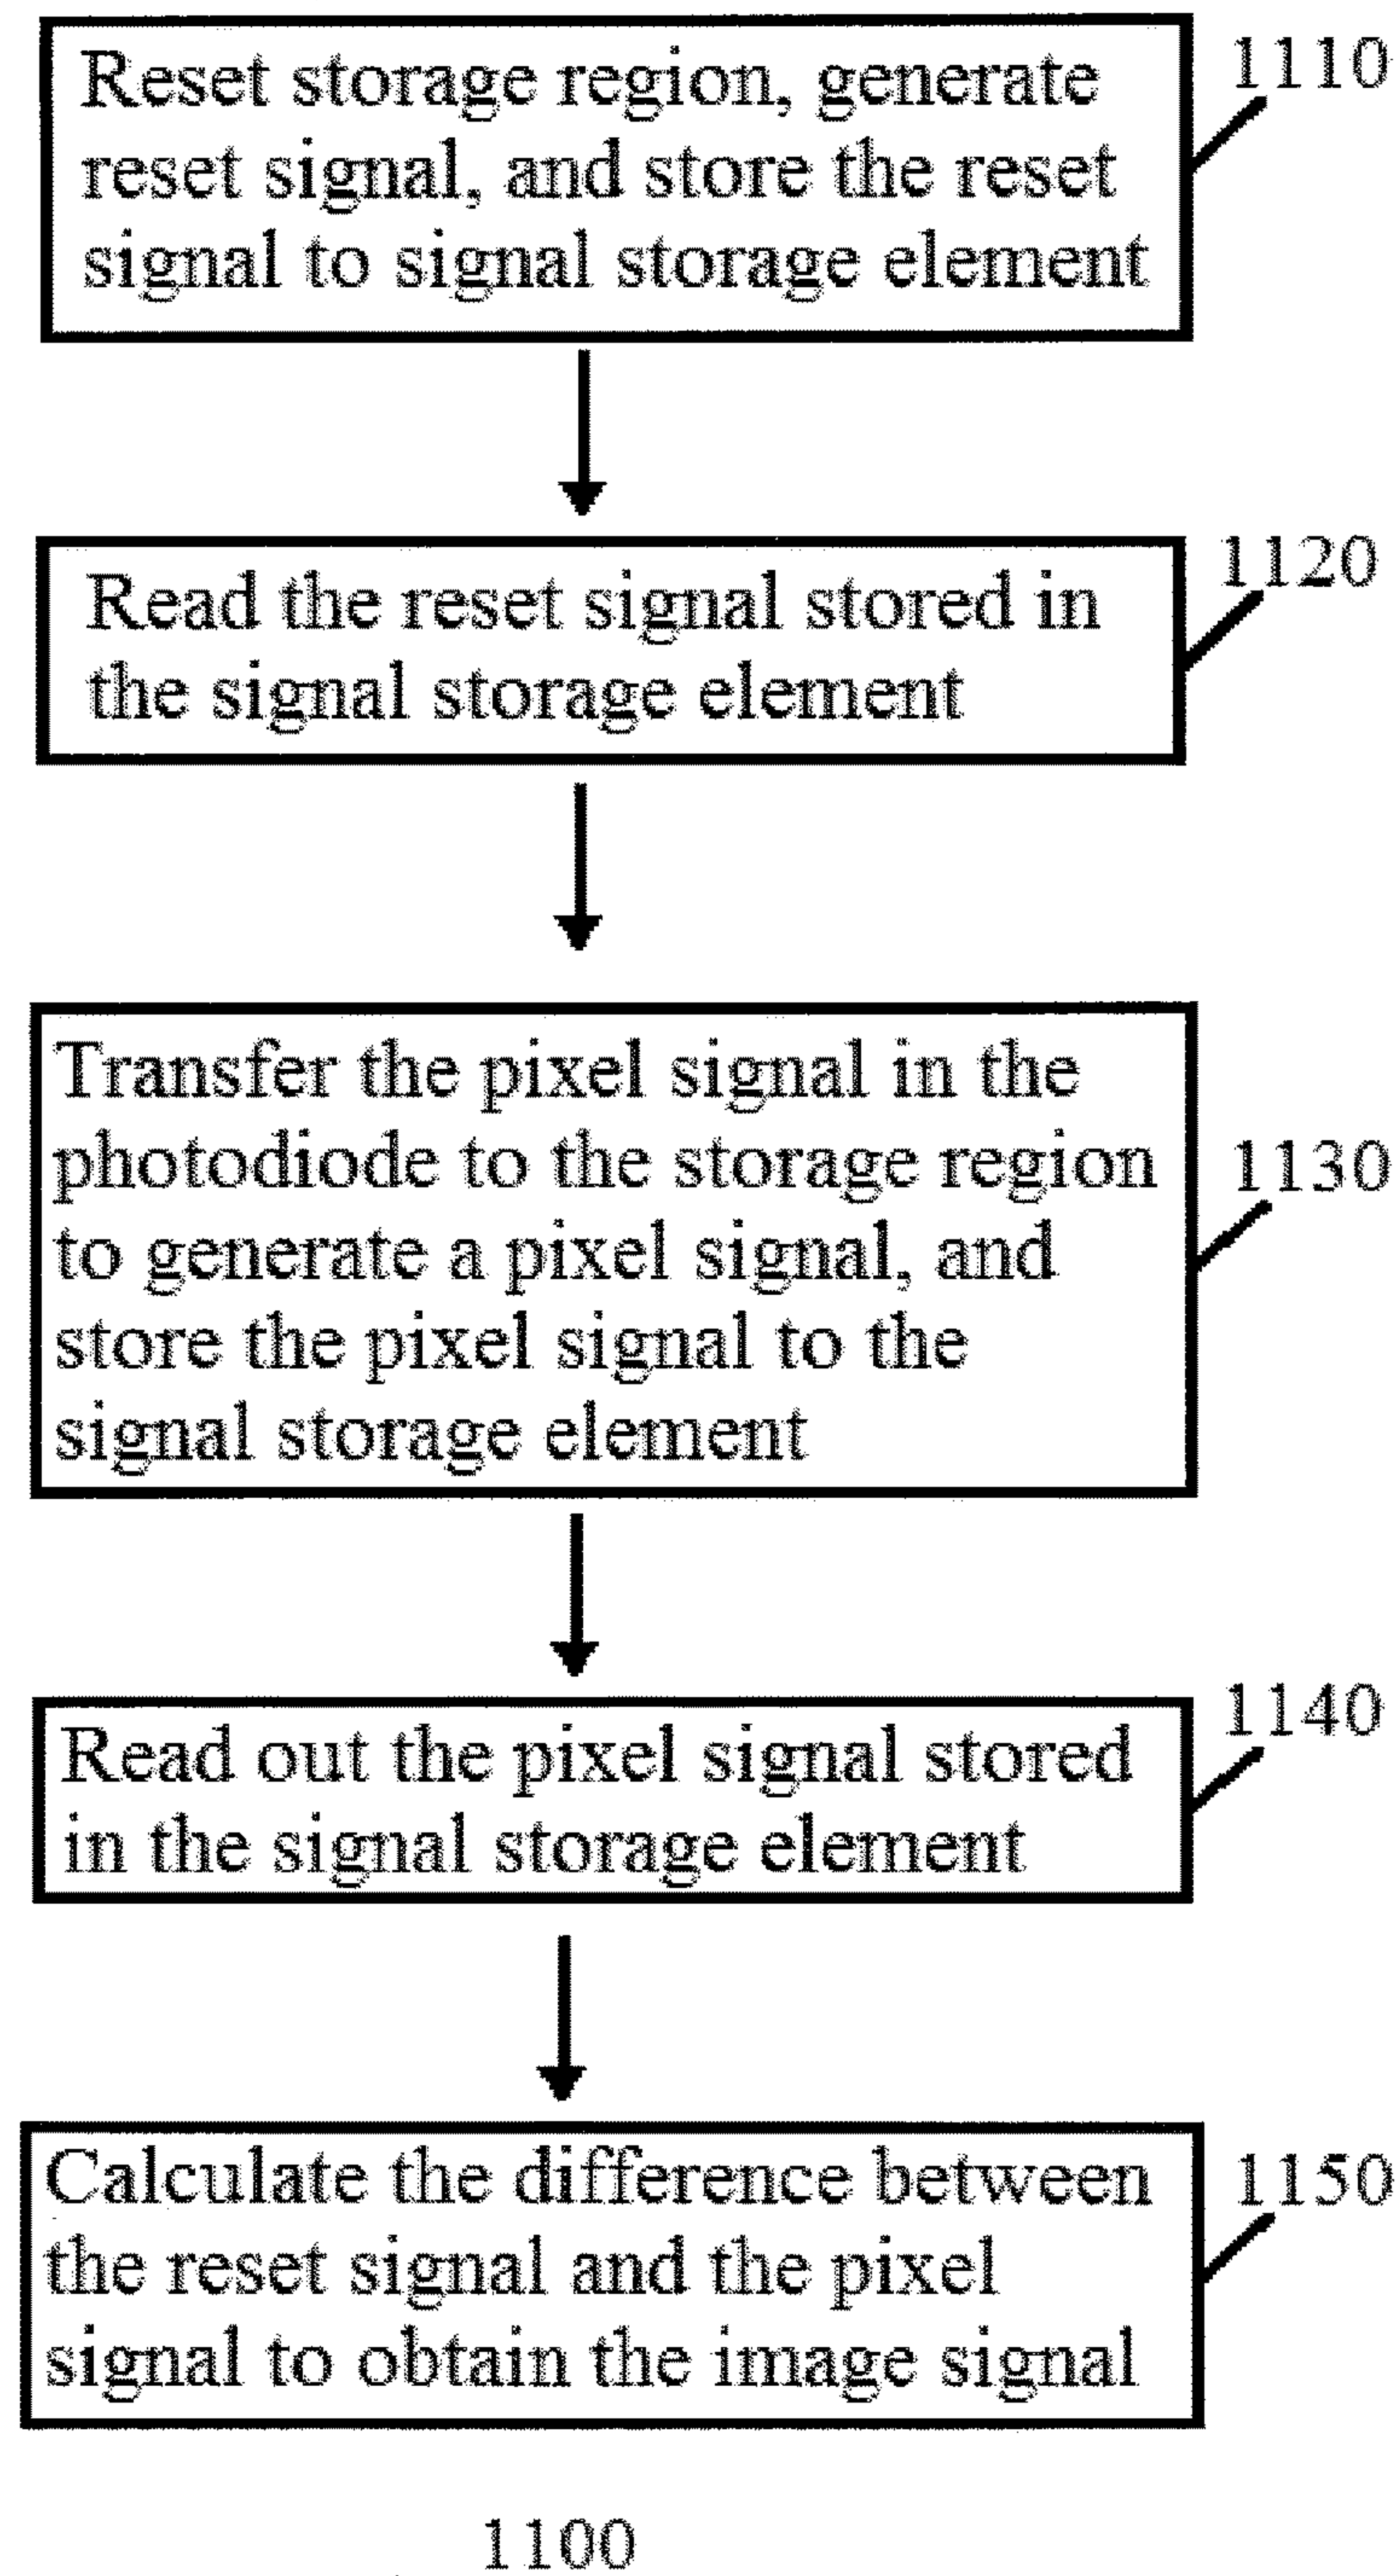 Reset storage region, generate
reset signal, and store the reset
signal to signal storage element
1110
Read the reset signal stored in
the signal storage element
1120
Transfer the pixel signal in the
photodiode to the storage region
to generate a pixel signal, and
store the pixel signal to the
signal storage element
1130
Read out the pixel signal stored
in the signal storage element
1140
Calculate the difference between
the reset signal and the pixel
signal to obtain the image signal
1150
1100